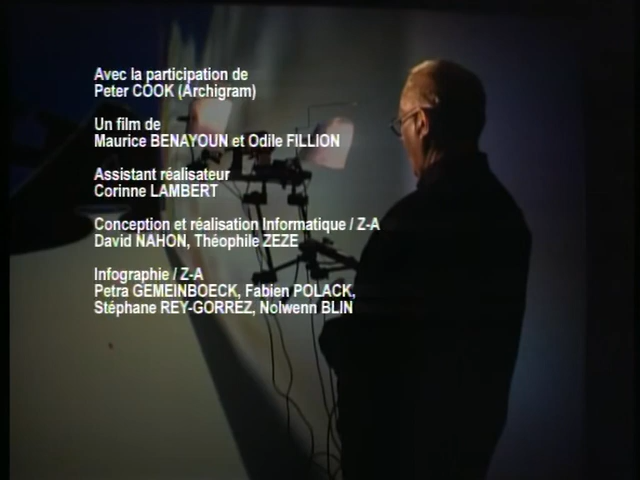 Avec la participation de
Peter COOK (Archigram)
Un film de
Maurice BENAYOUN et Odile FILLION
Assistant réalisateur
Corinne LAMBERT
Conception et réalisation Informatique / Z-A
David NAHON, Théophile ZEZE
Infographie / Z-A
Petra GEMEINBOECK, Fabien POLACK,
Stéphane REY-GORREZ, Nolwenn BLIN